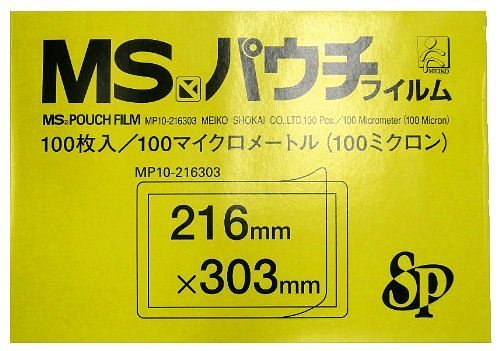 MSパウチフィルム
MEIKO
MS POUCH FILM MP10-216303 MEIKO SHOKAI CO.,LTD.100 Pcs./100 Micrometer (100 Micron)
100枚入/100マイクロメートル(100ミクロン)
MP10-216303
216mm
×303mm
SP